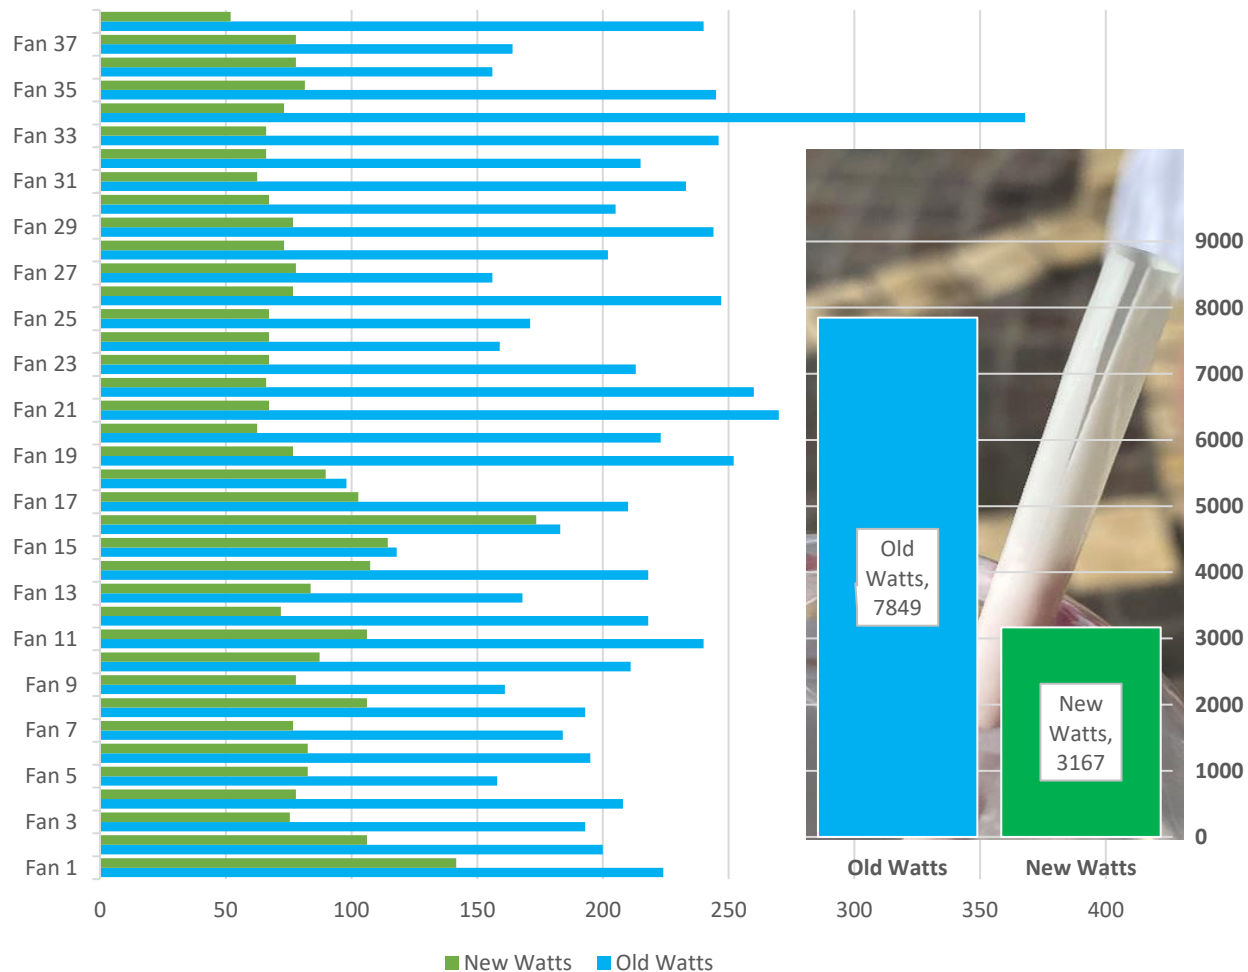 Fan 37
Fan 35
Fan 33
Fan 31
Fan 29
Fan 27
Fan 25
Fan 23
Fan 21
Fan 19
Fan 17
Fan 15
Fan 13
Fan 11
Fan 9
Fan 7
Fan 5
Fan 3
Fan 1
0 50 100 150 200 250 300 350 400
New Watts Old Watts
9000
8000
7000
6000
5000
4000
3000
2000
1000
0
Old
Watts,
7849
New
Watts,
3167
Old Watts New Watts